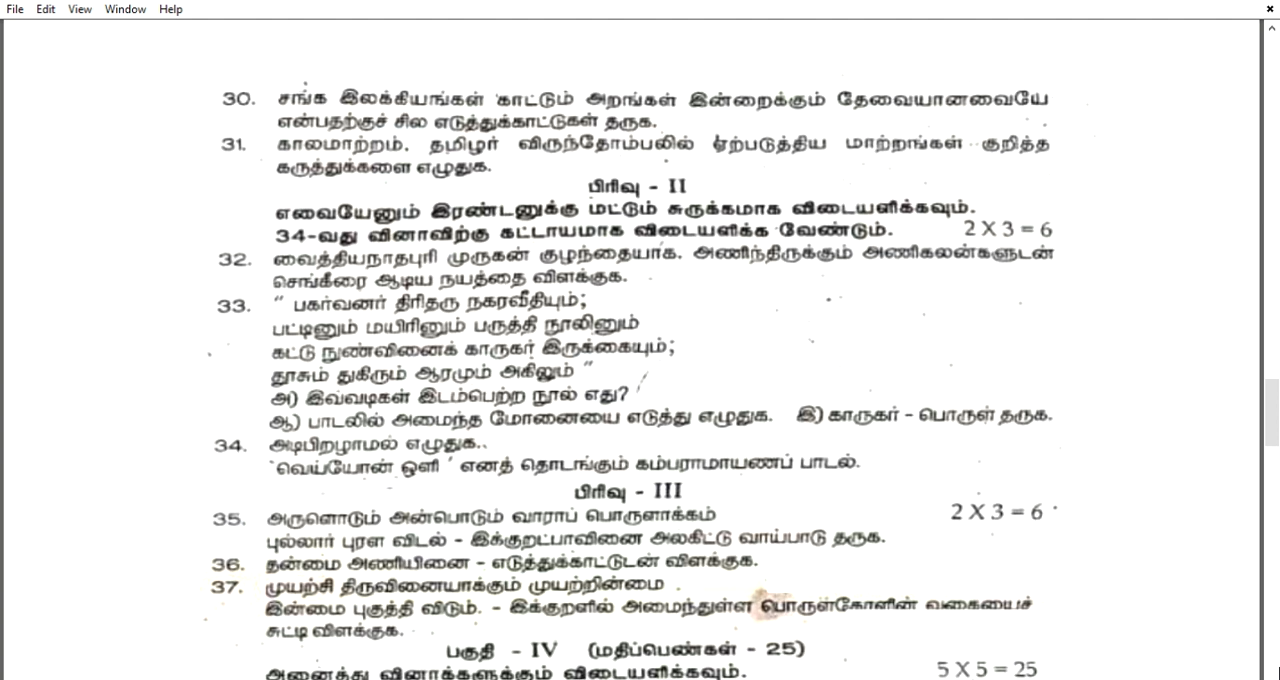 File Edit View Window Help
30. சங்க இலக்கியங்கள் காட்டும் அறங்கள் இன்றைக்கும் தேவையானவையே
என்பதற்குச் சில எடுத்துக்காட்டுகள் தருக.
31. காலமாற்றம். தமிழர் விருந்தோம்பலில் ஏற்படுத்திய மாற்றங்கள் குறித்த
கருத்துக்களை எழுதுக.
பிரிவு - II
எவையேனும் இரண்டனுக்கு மட்டும் சுருக்கமாக விடையளிக்கவும்.
34-வது வினாவிற்கு கட்டாயமாக விடையளிக்க வேண்டும். 2 X 3 = 6
32. வைத்தியநாதபுரி முருகன் குழந்தையாக. அணிந்திருக்கும் அணிகலன்களுடன்
செங்கீரை ஆடிய நயத்தை விளக்குக.
33. “ பகர்வனர் திரிதரு நகரவீதியும்;
பட்டினும் மயிரினும் பருத்தி நூலினும்
கட்டு நுண்வினைக் காருகர் இருக்கையும்;
தூசும் துகிரும் ஆரமும் அகிலும் ”
அ) இவ்வடிகள் இடம்பெற்ற நூல் எது?
ஆ) பாடலில் அமைந்த மோனையை எடுத்து எழுதுக. இ) காருகர் - பொருள் தருக.
34. அடிபிறழாமல் எழுதுக..
‘வெய்யோன் ஒளி ’ எனத் தொடங்கும் கம்பராமாயணப் பாடல்.
பிரிவு - III
35. அருளொடும் அன்பொடும் வாராப் பொருளாக்கம் 2 X 3 = 6
புல்லார் புரள விடல் - இக்குறட்பாவினை அலகிட்டு வாய்பாடு தருக.
36. தன்மை அணியினை - எடுத்துக்காட்டுடன் விளக்குக.
37. முயற்சி திருவினையாக்கும் முயற்றின்மை
இன்மை புகுத்தி விடும். - இக்குறளில் அமைந்துள்ள பொருள்கோளின் வகையைச்
சுட்டி விளக்குக.
பகுதி - IV (மதிப்பெண்கள் - 25)
அனைத்து வினாக்களுக்கும் விடையளிக்கவும். 5 X 5 = 25